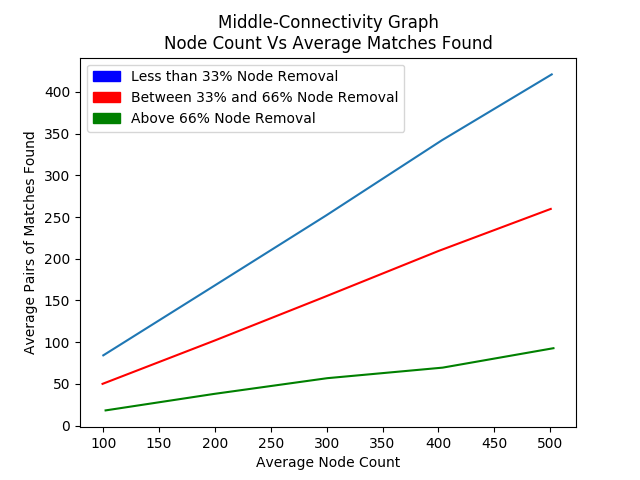 Middle-Connectivity Graph
Node Count Vs Average Matches Found
Less than 33% Node Removal
Between 33% and 66% Node Removal
Above 66% Node Removal
Average Pairs of Matches Found
400
350
300
250
200
150
100
50
0
100 150 200 250 300 350 400 450 500
Average Node Count